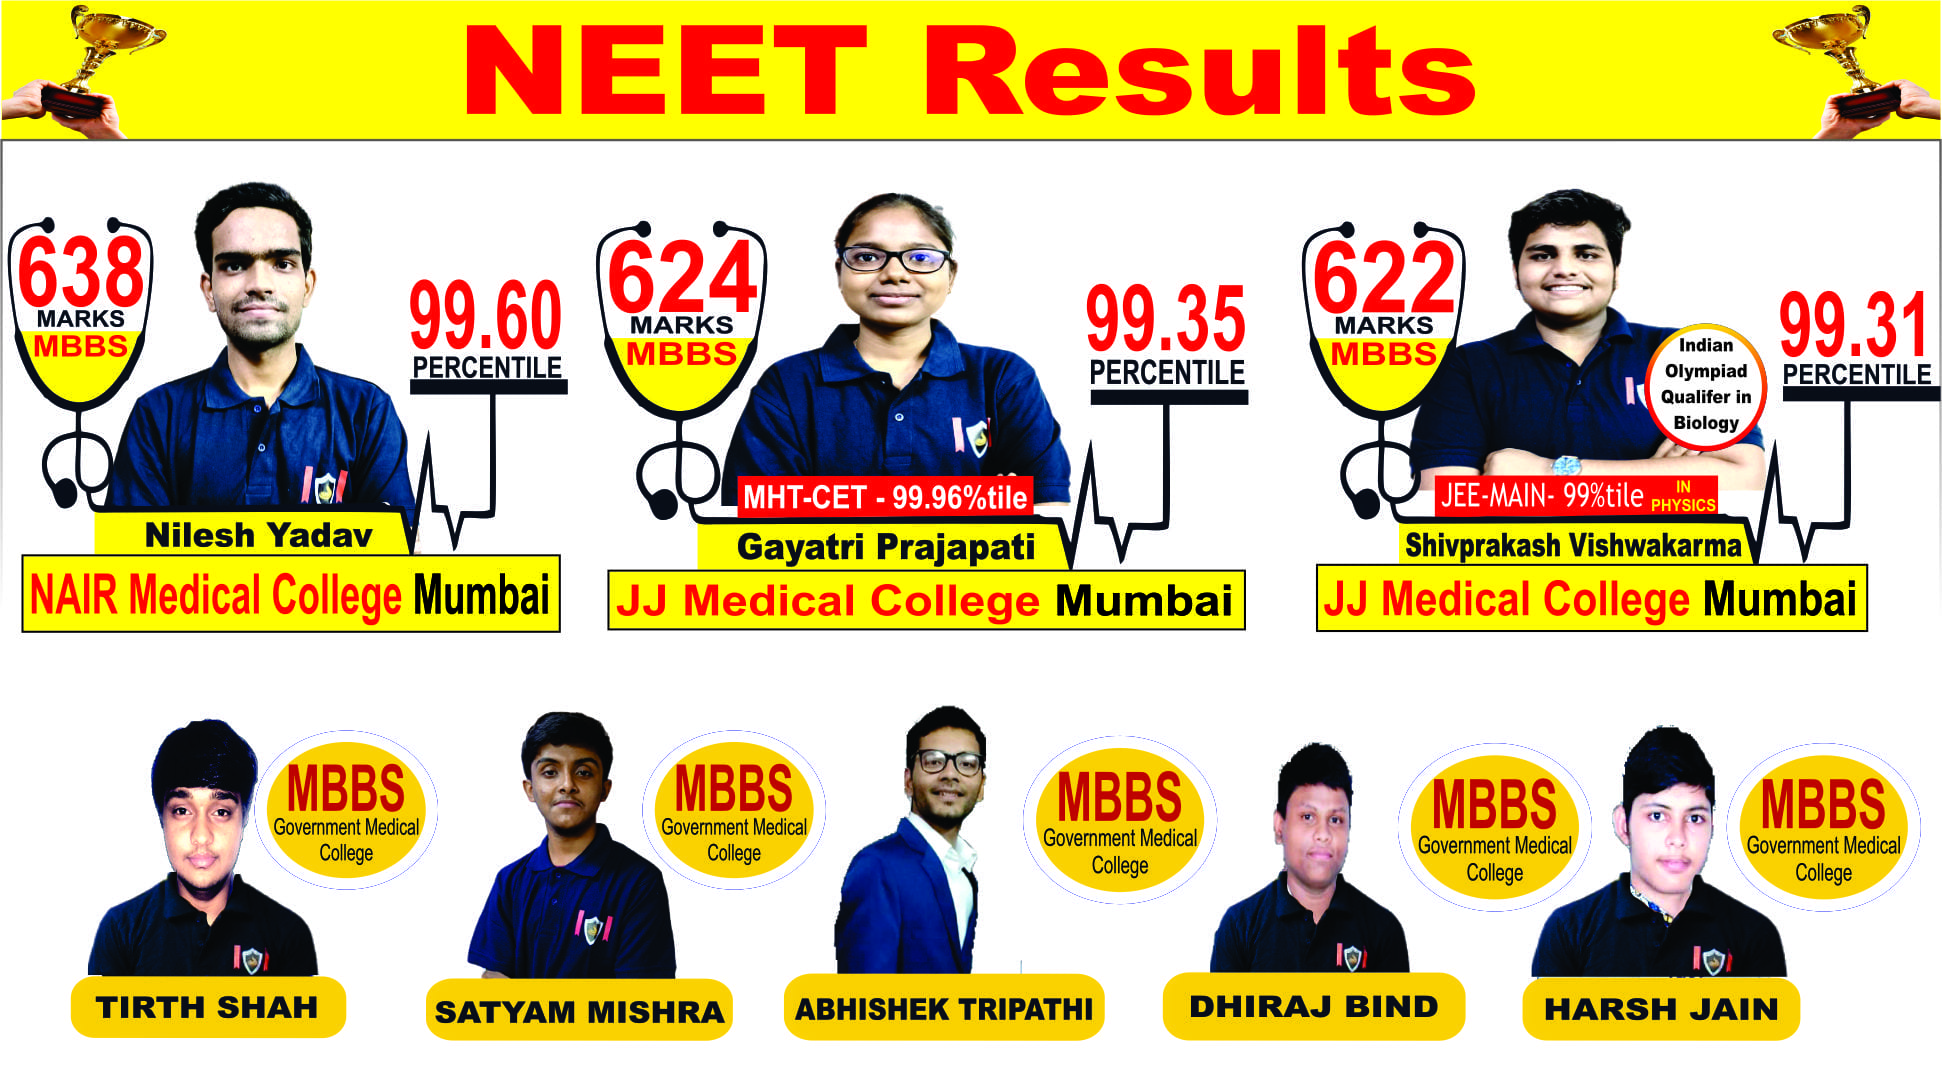 NEET Results
638
MARKS
MBBS
99.60
PERCENTILE
Nilesh Yadav
NAIR Medical College Mumbai
624
MARKS
MBBS
99.35
PERCENTILE
MHT-CET - 99.96%tile
Gayatri Prajapati
JJ Medical College Mumbai
622
MARKS
MBBS
Indian
Olympiad
Qualifer in
Biology
99.31
PERCENTILE
JEE-MAIN- 99%tile IN
PHYSICS
Shivprakash Vishwakarma
JJ Medical College Mumbai
MBBS
Government Medical
College
TIRTH SHAH
MBBS
Government Medical
College
SATYAM MISHRA
MBBS
Government Medical
College
ABHISHEK TRIPATHI
MBBS
Government Medical
College
DHIRAJ BIND
MBBS
Government Medical
College
HARSH JAIN